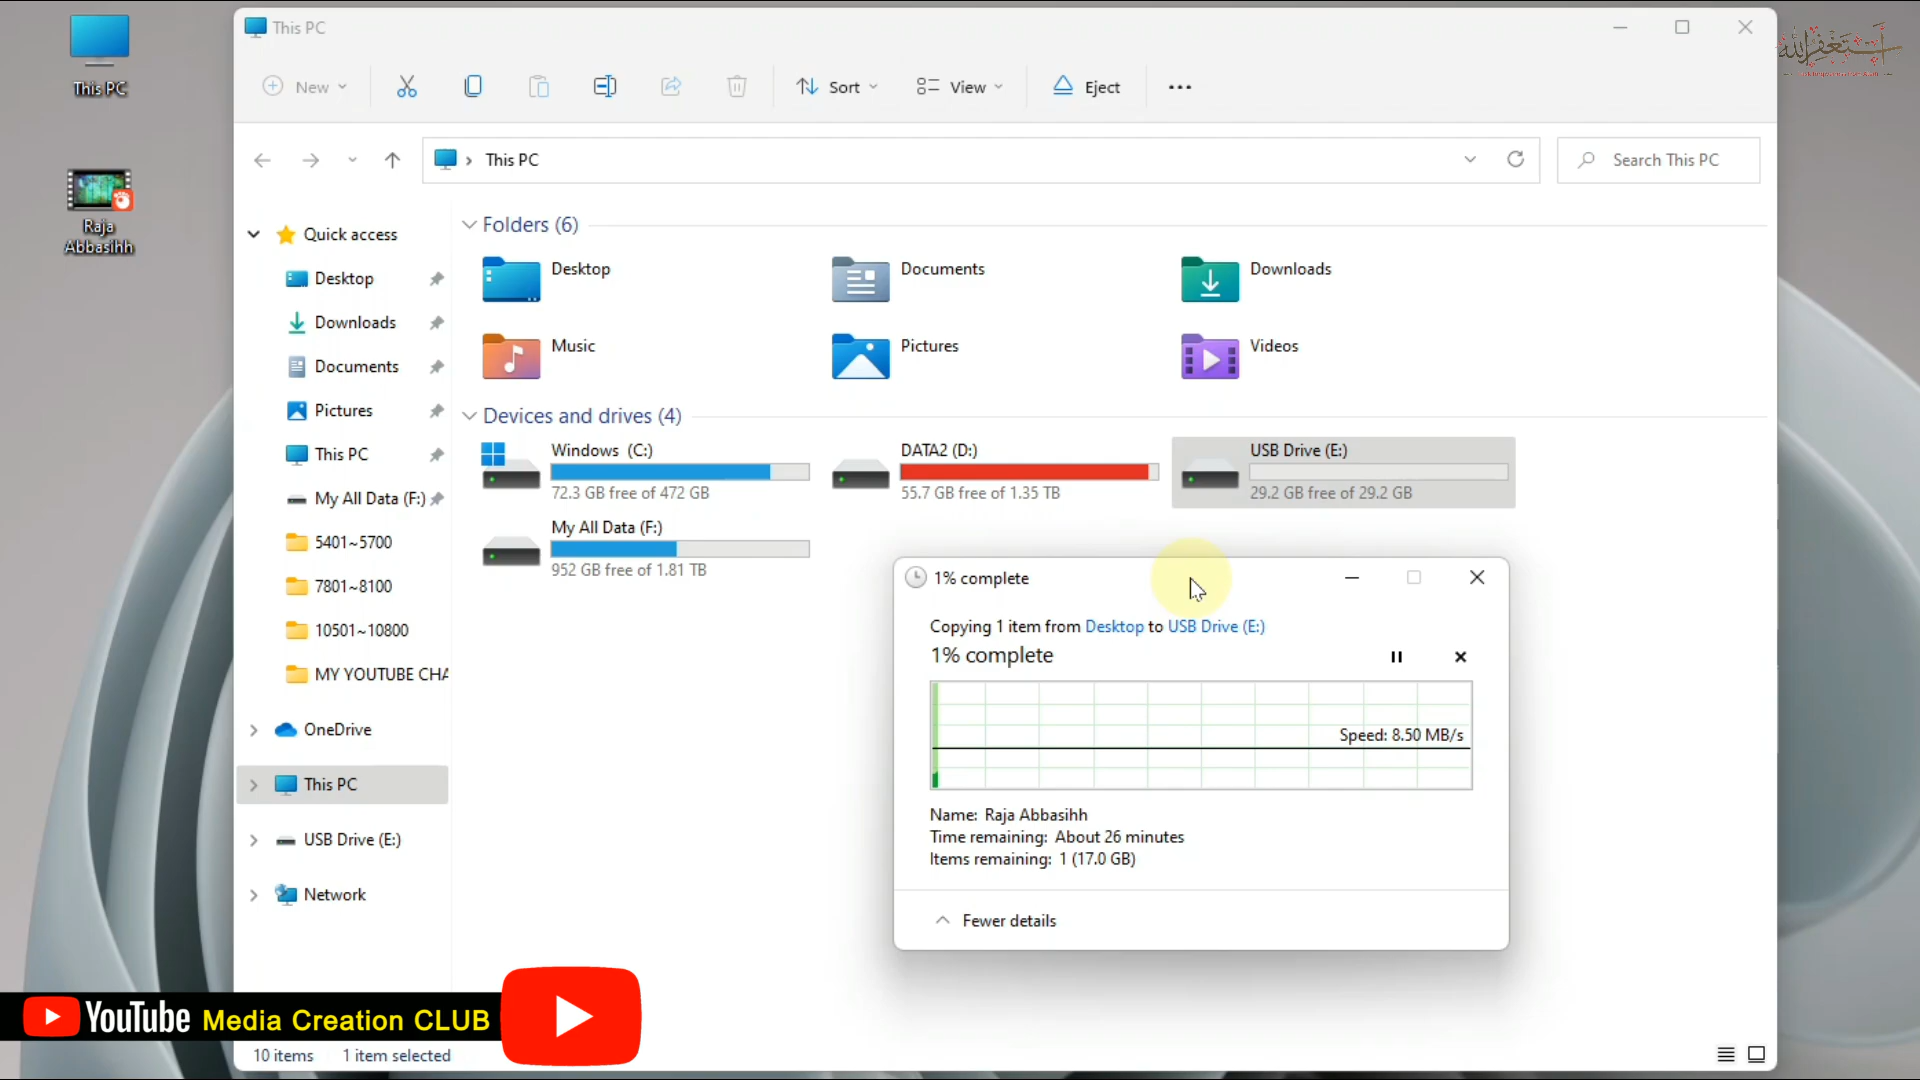 This PC
This PC
Raja
Abbasihh
New
Sort
View
Eject
This PC
Search This PC
Quick access
Desktop
Downloads
Documents
Pictures
This PC
My All Data (F:)
5401~5700
7801~8100
10501~10800
MY YOUTUBE CHA
OneDrive
This PC
USB Drive (E:)
Network
Folders (6)
Desktop
Documents
Downloads
Music
Pictures
Videos
Devices and drives (4)
Windows (C:)
72.3 GB free of 472 GB
DATA2 (D:)
55.7 GB free of 1.35 TB
USB Drive (E:)
29.2 GB free of 29.2 GB
My All Data (F:)
952 GB free of 1.81 TB
1% complete
Copying 1 item from Desktop to USB Drive (E:)
1% complete
Speed: 8.50 MB/s
Name: Raja Abbasihh
Time remaining: About 26 minutes
Items remaining: 1 (17.0 GB)
Fewer details
YouTube Media Creation CLUB
10 items 1 item selected
أستغفر الله